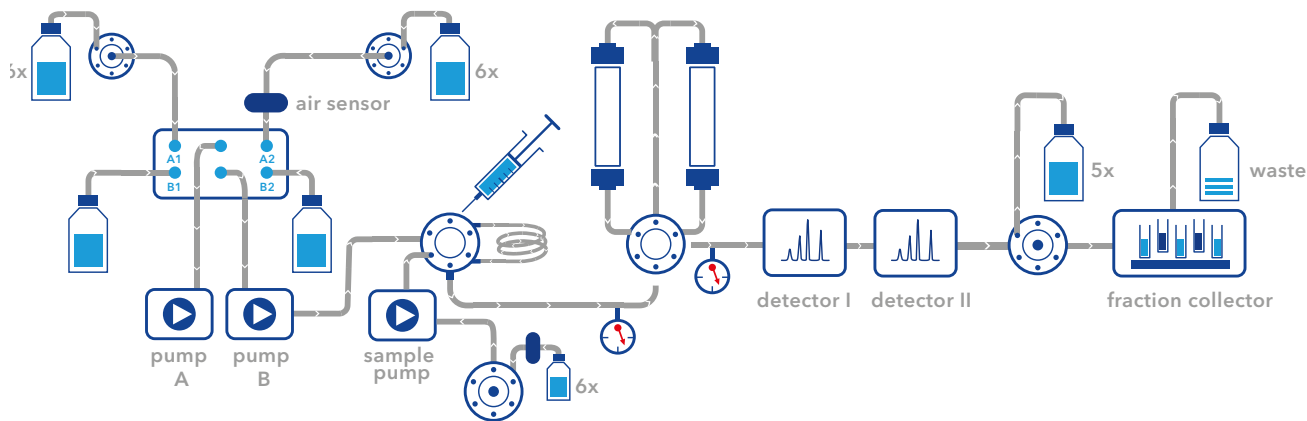 6x
6x
air sensor
A1
A2
B1
B2
5x
waste
detector I
detector II
fraction collector
pump
A
pump
B
sample
pump
6x